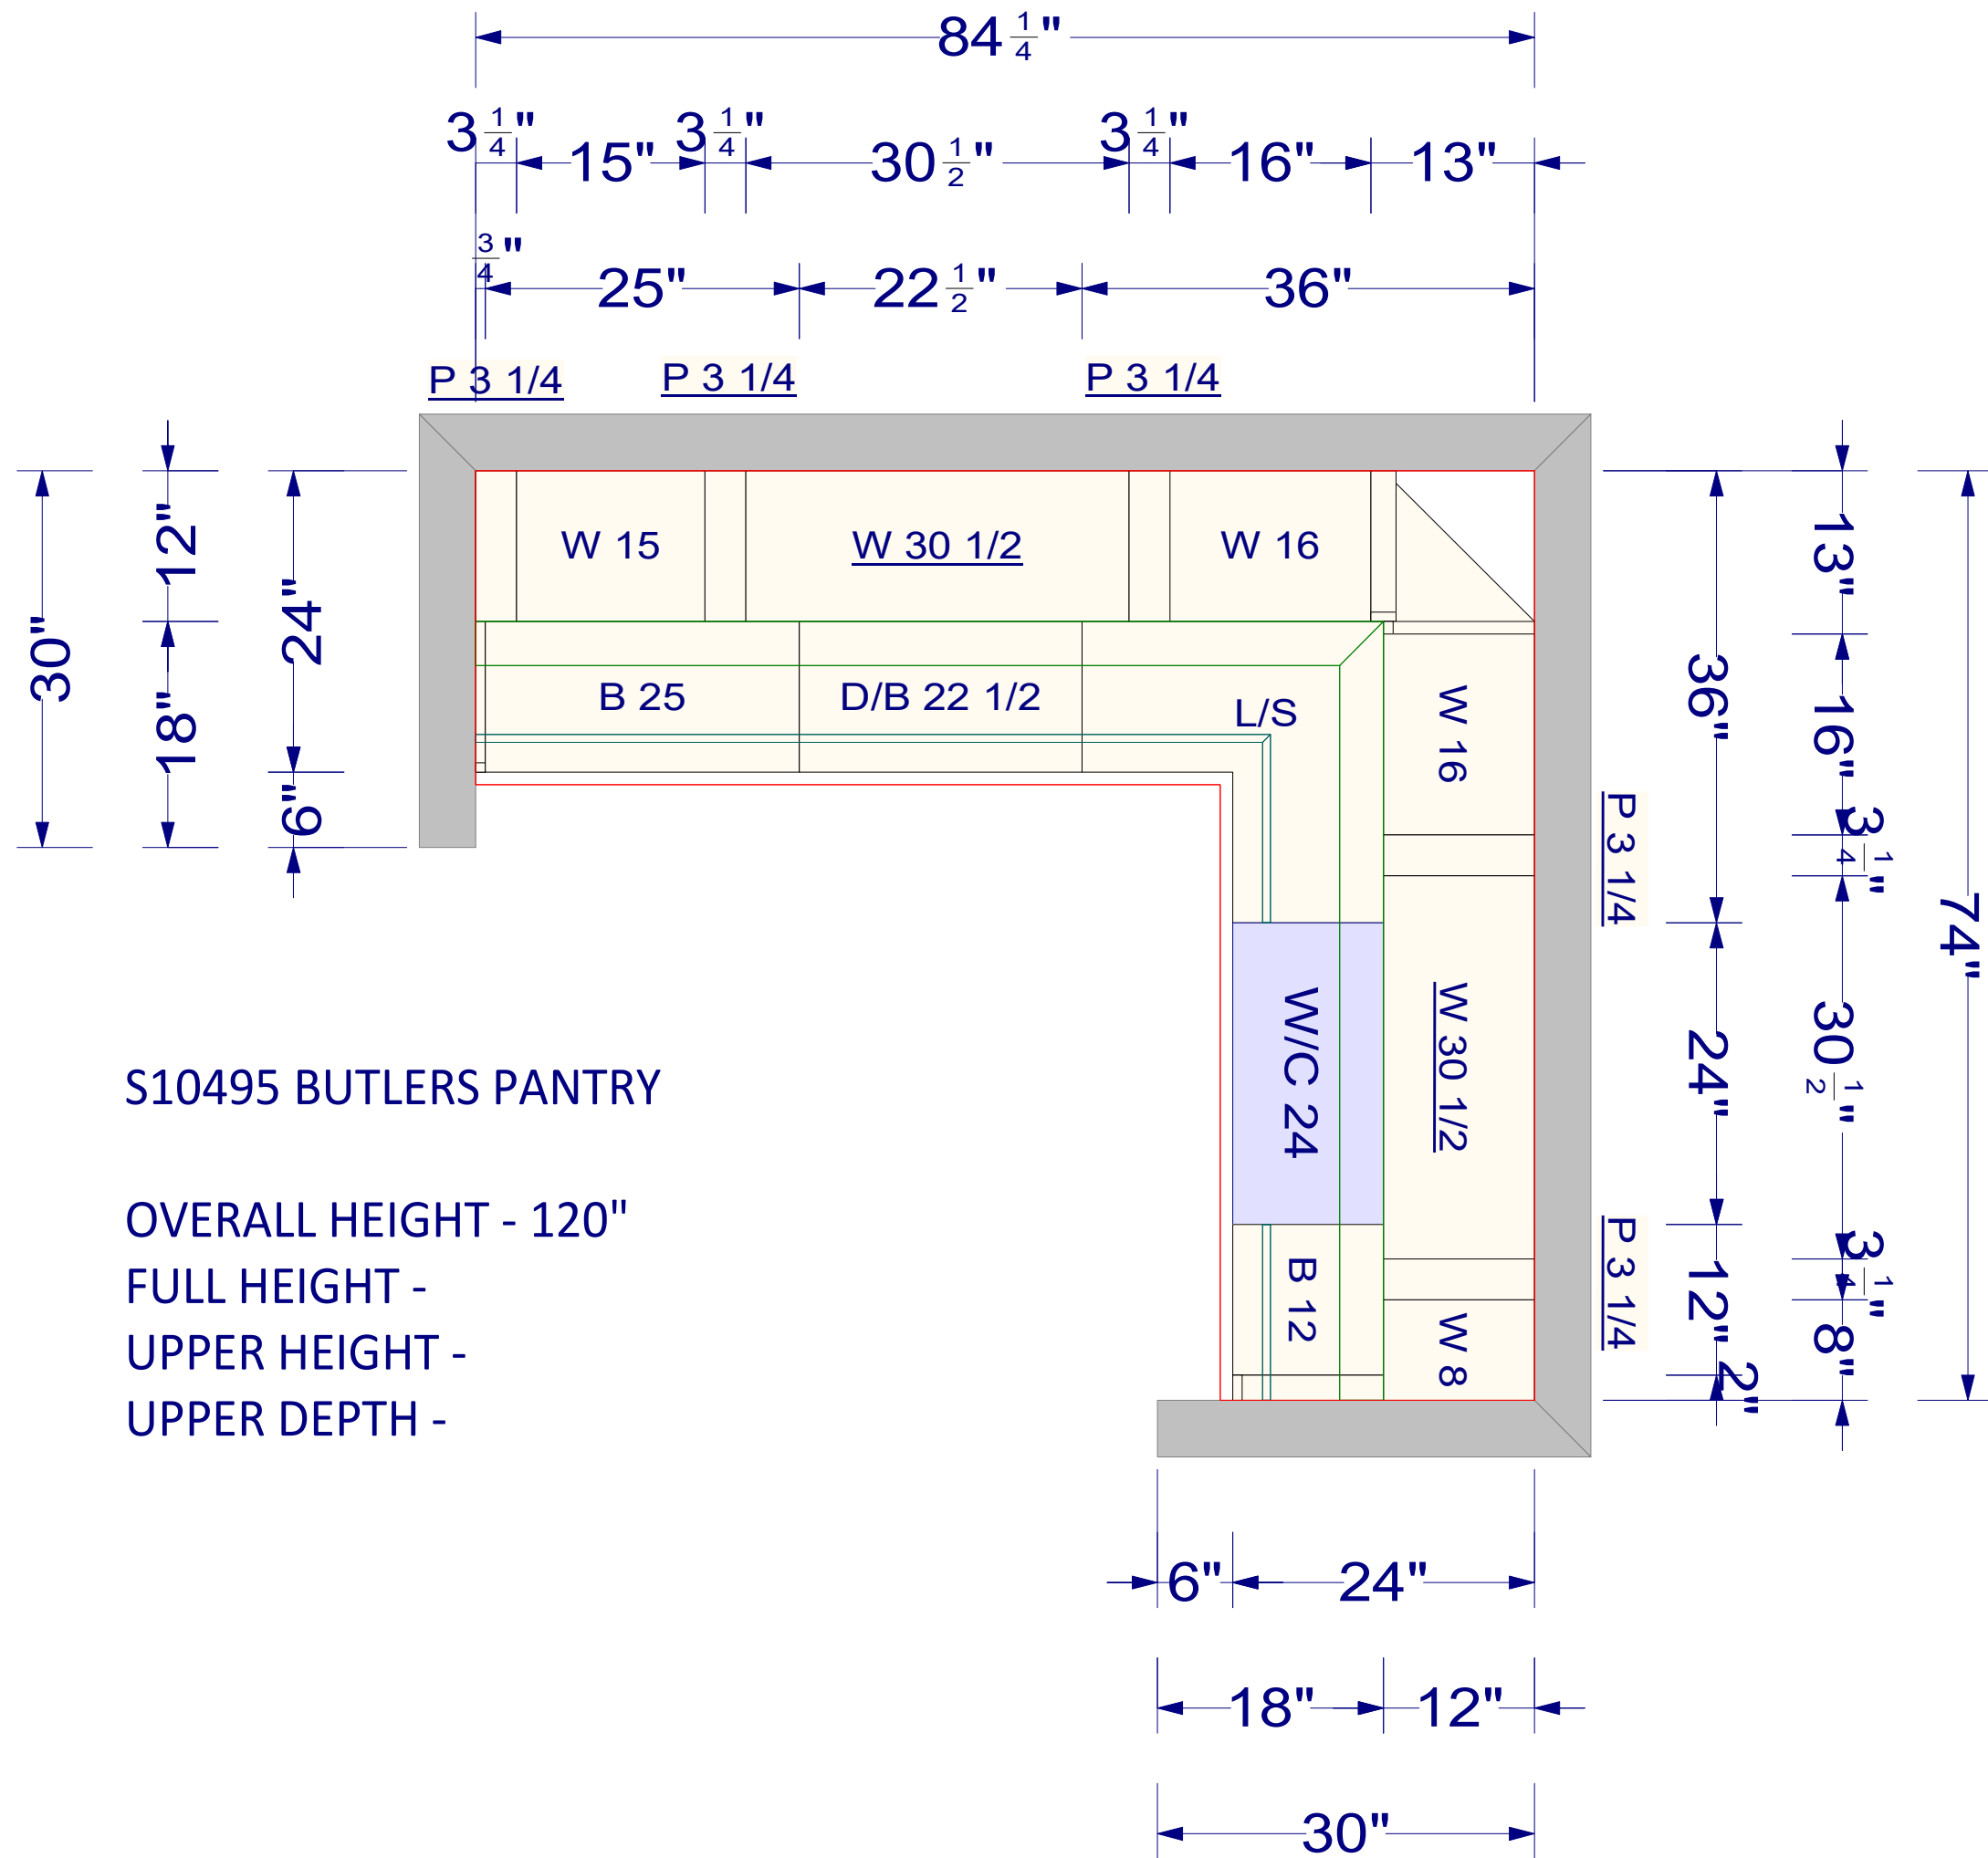 84 1/4"
3 1/4" 15" 3 1/4" 30 1/2" 3 1/4" 16" 13"
3/4" 25" 22 1/2" 36"
P 3 1/4 P 3 1/4 P 3 1/4
30"
12"
18"
24"
6"
W 15 W 30 1/2 W 16
B 25 D/B 22 1/2 L/S
W 16
W 30 1/2
W 8
W/C 24
B 12
P 3 1/4
P 3 1/4
36"
24"
12"
2"
13"
16"
3 1/4"
30 1/2"
3 1/4"
8"
74"
S10495 BUTLERS PANTRY
OVERALL HEIGHT - 120"
FULL HEIGHT -
UPPER HEIGHT -
UPPER DEPTH -
6" 24"
18" 12"
30"